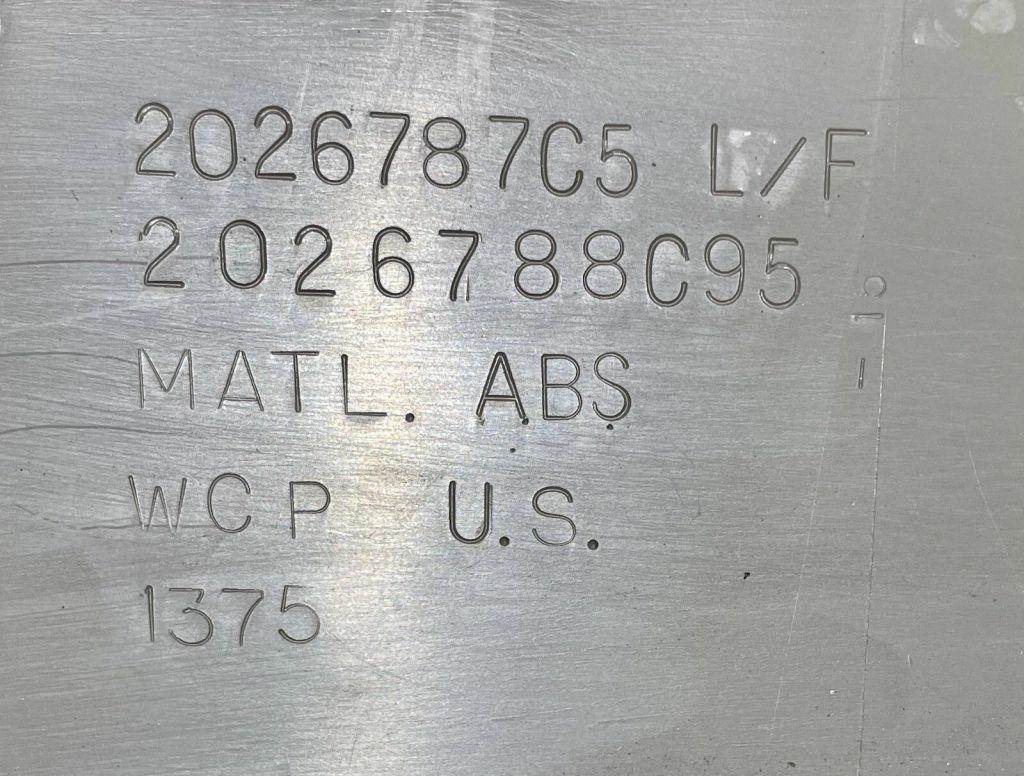 2026787C5 L/F
2026788C95
MATL. ABS
WCP U.S.
1375